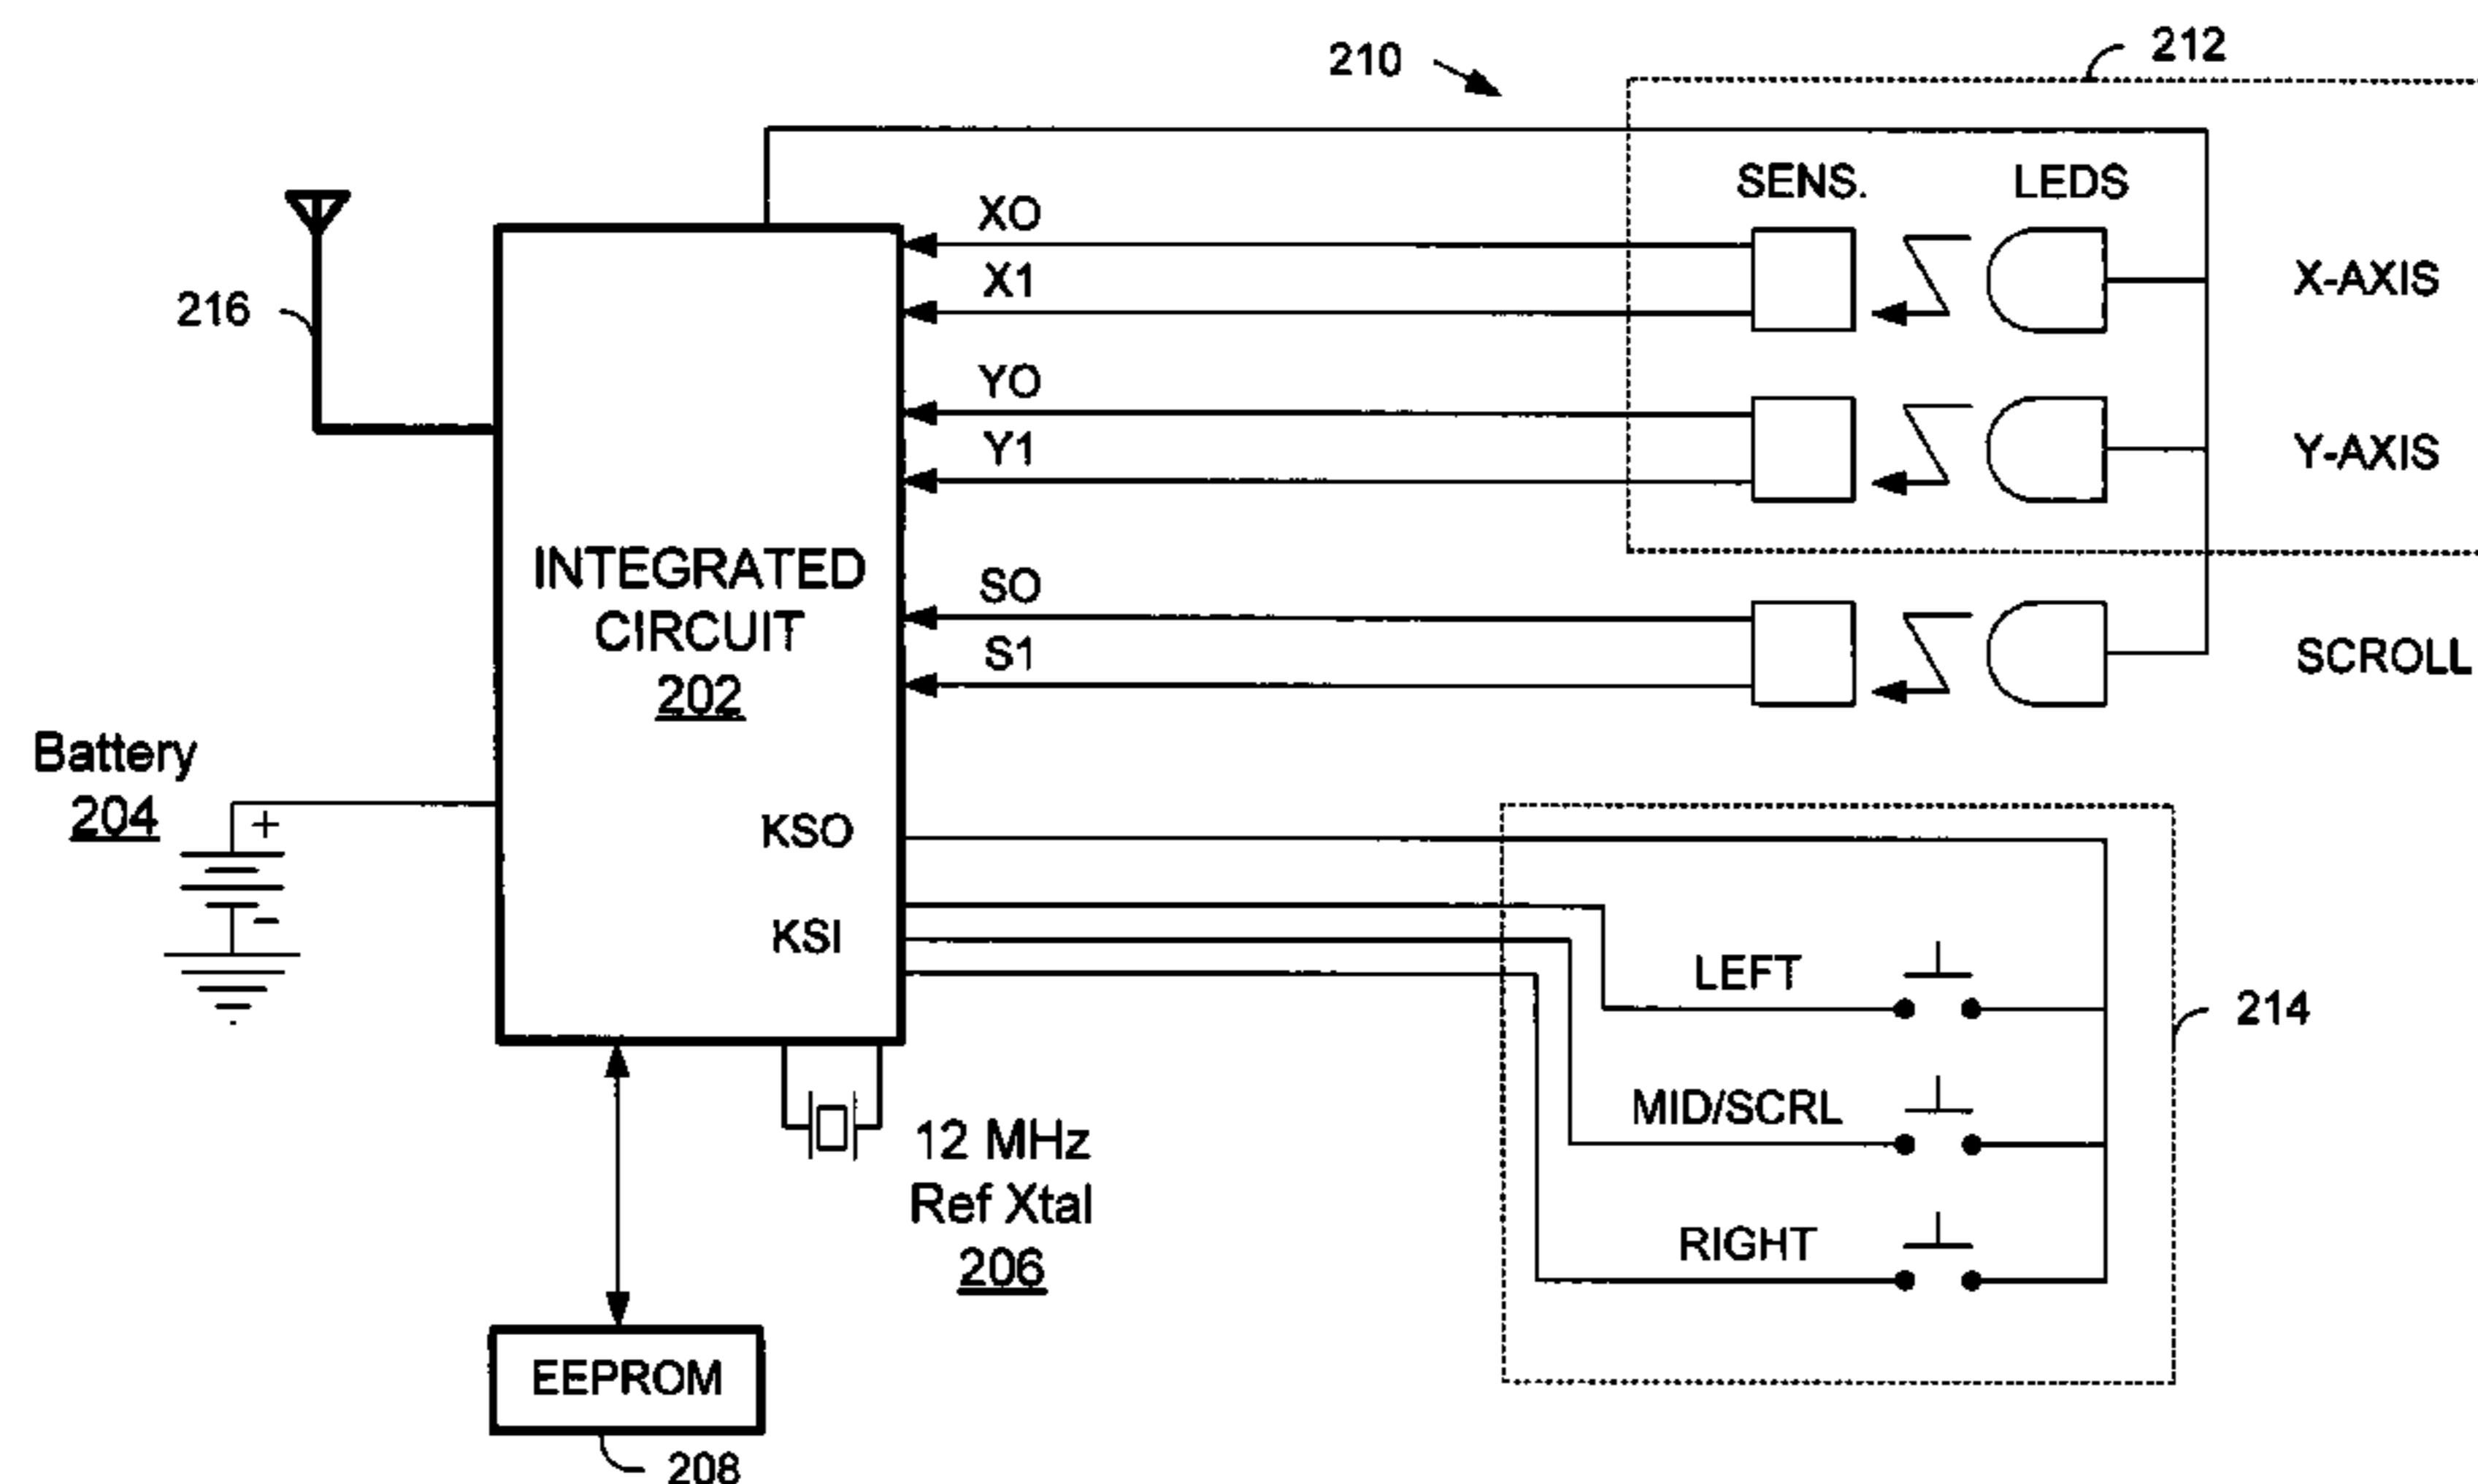 210
212
SENS.
LEDS
XO
X1
X-AXIS
216
YO
Y1
Y-AXIS
INTEGRATED
CIRCUIT
202
SO
S1
SCROLL
Battery
204
+
-
KSO
KSI
LEFT
214
MID/SCRL
RIGHT
12 MHz
Ref Xtal
206
EEPROM
208